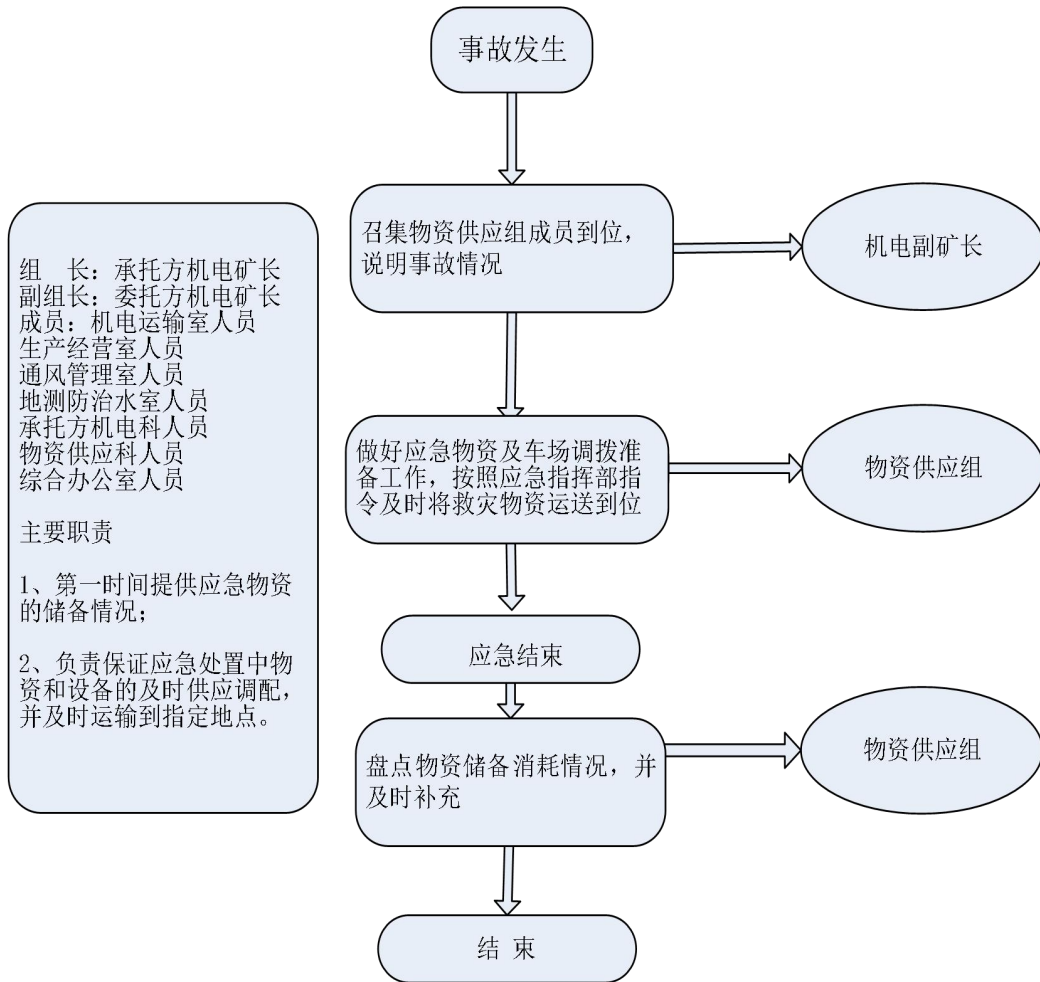 事故发生
召集物资供应组成员到位，
说明事故情况
机电副矿长
组　长：承托方机电矿长
副组长：委托方机电矿长
成员：机电运输室人员
生产经营室人员
通风管理室人员
地测防治水室人员
承托方机电科人员
物资供应科人员
综合办公室人员
主要职责
1、第一时间提供应急物资
的储备情况；
2、负责保证应急处置中物
资和设备的及时供应调配，
并及时运输到指定地点。
做好应急物资及车场调拨准
备工作，按照应急指挥部指
令及时将救灾物资运送到位
物资供应组
应急结束
盘点物资储备消耗情况，并
及时补充
物资供应组
结 束